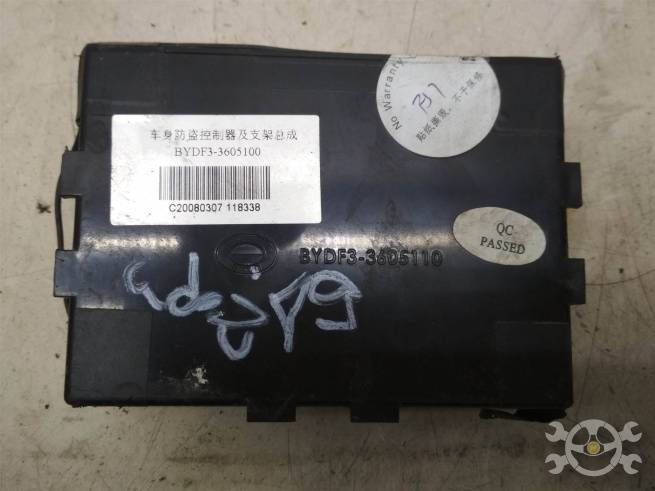 车身防盗控制器及支架总成
BYDF3-3605100
C20080307 118338
No Warranty
贴纸撕毁，不予保修
QC
PASSED
BYDF3-3605110